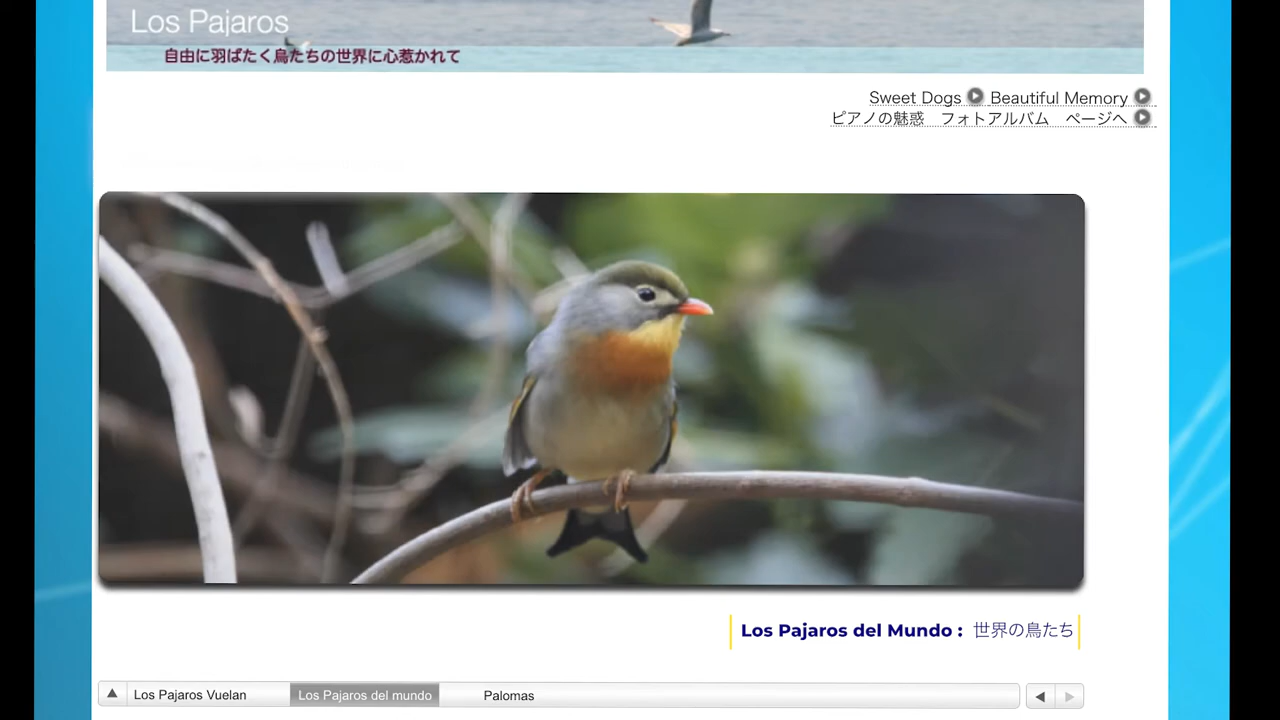 Los Pajaros
自由に羽ばたく鳥たちの世界に心惹かれて
Sweet Dogs Beautiful Memory
ピアノの魅惑 フォトアルバム ページへ
Los Pajaros del Mundo : 世界の鳥たち
Los Pajaros Vuelan Los Pajaros del mundo Palomas